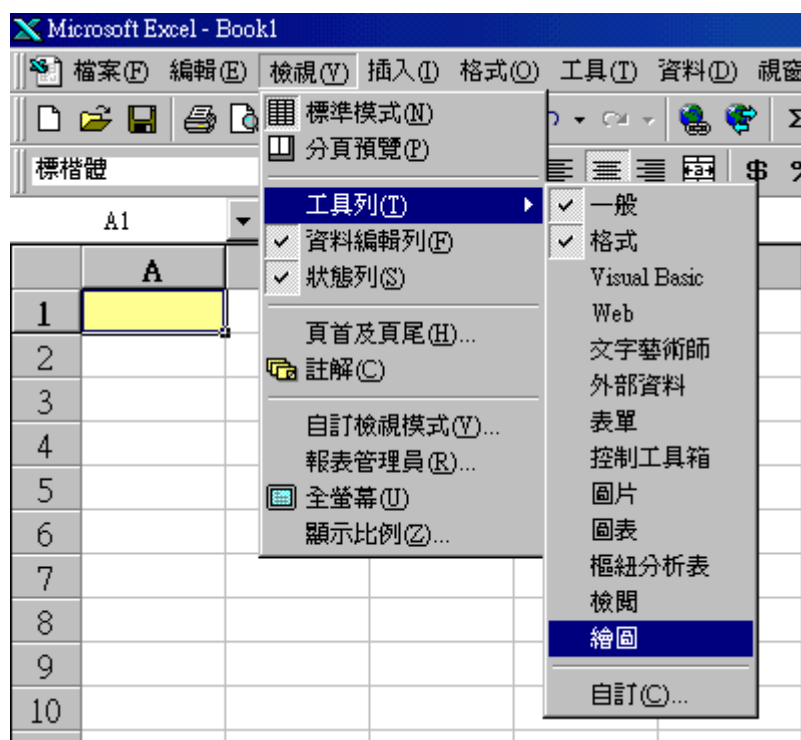 Microsoft Excel - Book1
檔案(F) 編輯(E) 檢視(V) 插入(I) 格式(O) 工具(T) 資料(D) 視窗
標楷體
A1
A
1
2
3
4
5
6
7
8
9
10
標準模式(N)
分頁預覽(P)
工具列(T)
資料編輯列(F)
狀態列(S)
頁首及頁尾(H)...
註解(C)
自訂檢視模式(V)...
報表管理員(R)...
全螢幕(U)
顯示比例(Z)...
一般
格式
Visual Basic
Web
文字藝術師
外部資料
表單
控制工具箱
圖片
圖表
樞紐分析表
檢閱
繪圖
自訂(C)...